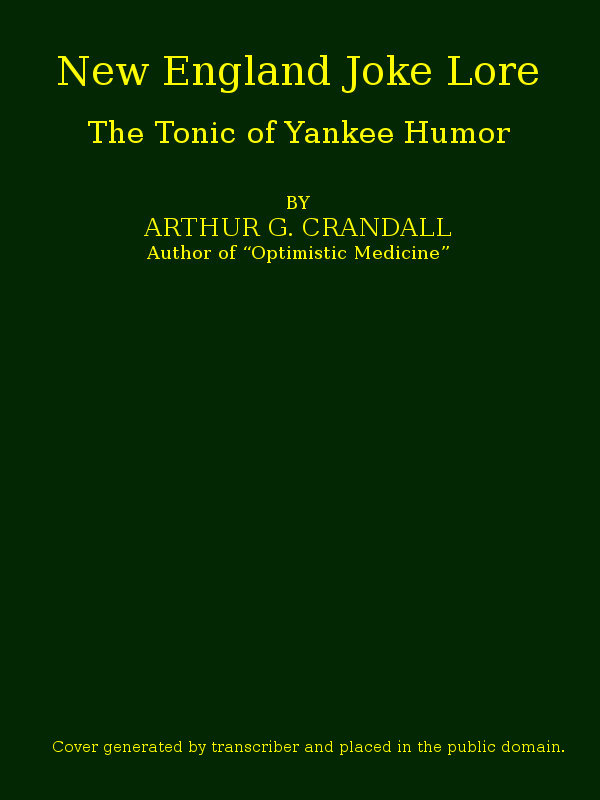 New England Joke Lore
The Tonic of Yankee Humor
BY
ARTHUR G. CRANDALL
Author of “Optimistic Medicine”
Cover generated by transcriber and placed in the public domain.